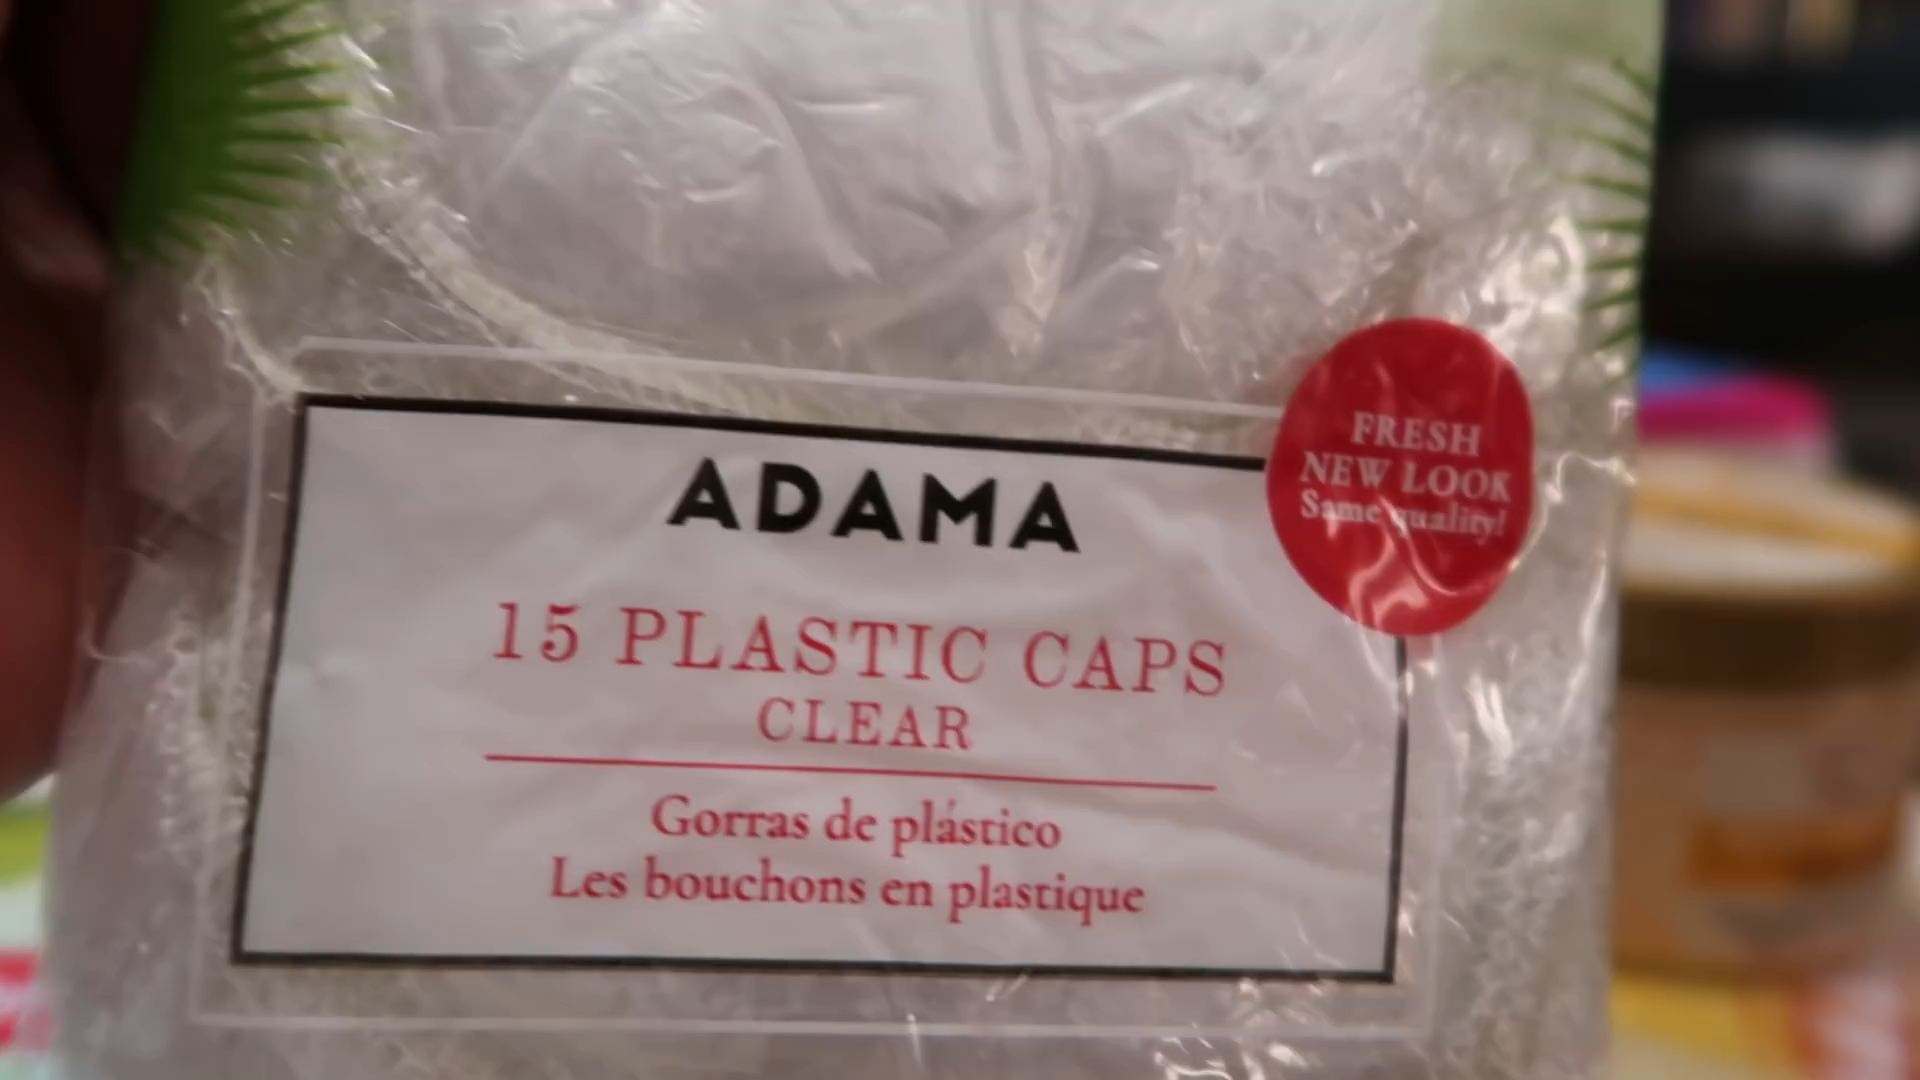 ADAMA
FRESH
NEW LOOK
Same quality!
15 PLASTIC CAPS
CLEAR
Gorras de plástico
Les bouchons en plastique